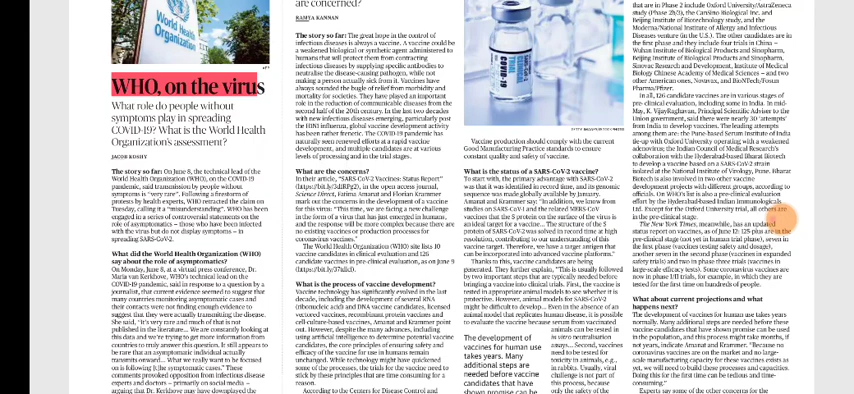 World Health
Organization
WHO, on the virus
What role do people without
symptoms play in spreading
COVID-19? What is the World Health
Organization's assessment?
JACOB KOSHY
The story so far: On June 8, the technical lead of the
World Health Organization (WHO), on the COVID-19
pandemic, said transmission by people without
symptoms is "very rare". Following a firestorm of
protests by health experts, WHO retracted the claim on
Tuesday, calling it a "misunderstanding". WHO has been
engaged in a series of controversial statements on the
role of asymptomatics – those who have been infected
with the virus but do not display symptoms – in
spreading SARS-CoV-2.
What did the World Health Organization (WHO)
say about the role of asymptomatics?
On Monday, June 8, at a virtual press conference, Dr.
Maria van Kerkhove, WHO's technical lead on the
COVID-19 pandemic, said in response to a question by a
journalist, that current evidence seemed to suggest that
many countries monitoring asymptomatic cases and
their contacts were not finding enough evidence to
suggest that they were actually transmitting the disease.
She said, "It's very rare and much of that is not
published in the literature... We are constantly looking at
this data and we're trying to get more information from
countries to truly answer this question. It still appears to
be rare that an asymptomatic individual actually
transmits onward... What we really want to be focused
on is following [t]he symptomatic cases." These
comments provoked opposition from infectious disease
experts and doctors – primarily on social media –
arguing that Dr. Kerkhove may have downplayed the
are concerned?
RAMYA KANNAN
The story so far: The great hope in the control of
infectious diseases is always a vaccine. A vaccine could be
a weakened biological or synthetic agent administered to
humans that will protect them from contracting
infectious diseases by supplying specific antibodies to
neutralise the disease-causing pathogen, while not
making a person actually sick from it. Vaccines have
always sounded the bugle of relief from morbidity and
mortality for societies. They have played an important
role in the reduction of communicable diseases from the
second half of the 20th century. In the last two decades
with new infectious diseases emerging, particularly post
the H1N1 influenza, global vaccine development activity
has been rather frenetic. The COVID-19 pandemic has
naturally seen renewed efforts at a rapid vaccine
development, and multiple candidates are at various
levels of processing and in the trial stages.
What are the concerns?
In their article, "SARS-CoV-2 Vaccines: Status Report"
in the open access journal,
Science Direct, Fatima Amanat and Florian Krammer
mark out the concerns in the development of a vaccine
for this virus: "This time, we are facing a new challenge
in the form of a virus that has just emerged in humans,
and the response will be more complex because there are
no existing vaccines or production processes for
coronavirus vaccines."
The World Health Organization (WHO) site lists 10
vaccine candidates in clinical evaluation and 126
candidate vaccines in pre-clinical evaluation, as on June 9
What is the process of vaccine development?
Vaccine technology has significantly evolved in the last
decade, including the development of several RNA
(ribonucleic acid) and DNA vaccine candidates, licensed
vectored vaccines, recombinant protein vaccines and
cell-culture-based vaccines, Amanat and Krammer point
out. However, despite the many advances, including
using artificial intelligence to determine potential vaccine
candidates, the core principles of ensuring safety and
efficacy of the vaccine for use in humans remain
unchanged. While technology might have quickened
some of the processes, the trials for the vaccine need to
stick by these principles that are time consuming for a
reason.
According to the Centers for Disease Control and
Vaccine production should comply with the current
Good Manufacturing Practice standards to ensure
constant quality and safety of vaccine.
What is the status of a SARS-CoV-2 vaccine?
To start with, the primary advantage with SARS-CoV-2
was that it was identified in record time, and its genomic
sequence was made globally available by January.
Amanat and Krammer say: "In addition, we know from
studies on SARS-CoV-1 and the related MERS-CoV
vaccines that the S protein on the surface of the virus is
an ideal target for a vaccine... The structure of the S
protein of SARS-CoV-2 was solved in record time at high
resolution, contributing to our understanding of this
vaccine target. Therefore, we have a target antigen that
can be incorporated into advanced vaccine platforms."
Thanks to this, vaccine candidates are being
generated. They further explain, "This is usually followed
by two important steps that are typically needed before
bringing a vaccine into clinical trials. First, the vaccine is
tested in appropriate animal models to see whether it is
protective. However, animal models for SARS-CoV-2
might be difficult to develop... Even in the absence of an
animal model that replicates human disease, it is possible
to evaluate the vaccine because serum from vaccinated
animals can be tested in
in vitro neutralisation
assays... Second, vaccines
need to be tested for
toxicity in animals, e.g.,
in rabbits. Usually, viral
challenge is not part of
this process, because
only the safety of the
The development of
vaccines for human use
takes years. Many
additional steps are
needed before vaccine
candidates that have
shown promise can be
that are in Phase 2 include Oxford University/AstraZeneca
study (Phase 2b/3), the CanSino Biological Inc. and
Beijing Institute of Biotechnology study, and the
Moderna/National Institute of Allergy and Infectious
Diseases venture (in the U.S.). The other candidates are in
the first phase and they include four trials in China –
Wuhan Institute of Biological Products and Sinopharm,
Beijing Institute of Biological Products and Sinopharm,
Sinovac Research and Development, Institute of Medical
Biology Chinese Academy of Medical Sciences – and two
other American ones, Novavax, and BioNTech/Fosun
Pharma/Pfizer.
In all, 126 candidate vaccines are in various stages of
pre-clinical evaluation, including some in India. In mid-
May, K. VijayRaghavan, Principal Scientific Adviser to the
Union government, said there were nearly 30 'attempts'
from India to develop vaccines. The leading attempts
among them are: the Pune-based Serum Institute of India
tie-up with Oxford University operating with a weakened
adenovirus; the Indian Council of Medical Research's
collaboration with the Hyderabad-based Bharat Biotech
to develop a vaccine based on a SARS-CoV-2 strain
isolated at the National Institute of Virology, Pune. Bharat
Biotech is also involved in two other vaccine
development projects with different groups, according to
officials. On WHO's list is also a pre-clinical evaluation
effort by the Hyderabad-based Indian Immunologicals
Ltd. Except for the Oxford University trial, all others are
in the pre-clinical stage.
The New York Times, meanwhile, has an updated
status report on vaccines, as of June 12: 125-plus are in the
pre-clinical stage (not yet in human trial phase), seven in
the first phase (vaccines testing safety and dosage),
another seven in the second phase (vaccines in expanded
safety trials) and two in phase three trials (vaccines in
large-scale efficacy tests). Some coronavirus vaccines are
now in phase I/II trials, for example, in which they are
tested for the first time on hundreds of people.
What about current projections and what
happens next?
The development of vaccines for human use takes years
normally. Many additional steps are needed before these
vaccine candidates that have shown promise can be used
in the population, and this process might take months, if
not years, indicate Amanat and Krammer. "Because no
coronavirus vaccines are on the market and no large-
scale manufacturing capacity for these vaccines exists as
yet, we will need to build these processes and capacities.
Doing this for the first time can be tedious and time-
consuming."
Experts say some of the other concerns for the